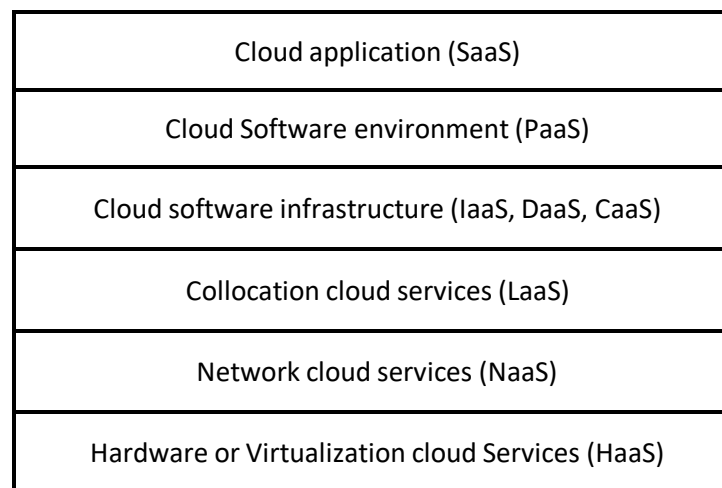 Cloud application (SaaS)
Cloud Software environment (PaaS)
Cloud software infrastructure (IaaS, DaaS, CaaS)
Collocation cloud services (LaaS)
Network cloud services (NaaS)
Hardware or Virtualization cloud Services (HaaS)